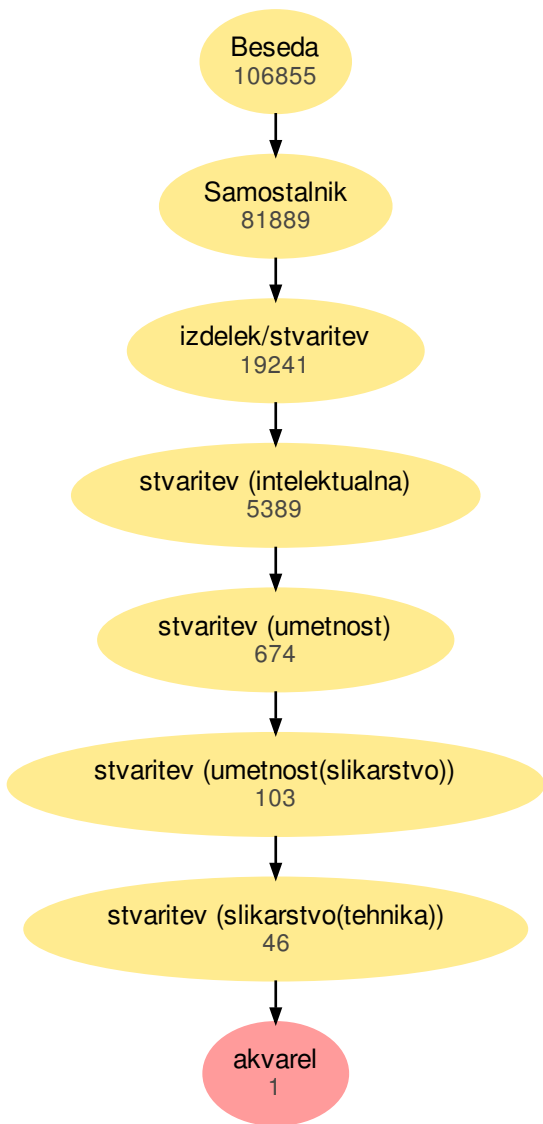 Beseda
106855
Samostalnik
81889
izdelek/stvaritev
19241
stvaritev (intelektualna)
5389
stvaritev (umetnost)
674
stvaritev (umetnost(slikarstvo))
103
stvaritev (slikarstvo(tehnika))
46
akvarel
1